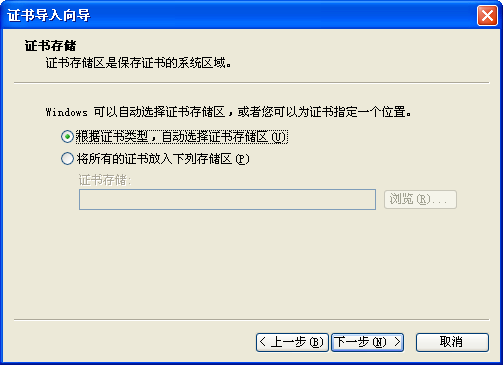 证书导入向导
证书存储
证书存储区是保存证书的系统区域。
Windows 可以自动选择证书存储区，或者您可以为证书指定一个位置。
根据证书类型，自动选择证书存储区(U)
将所有的证书放入下列存储区(P)
证书存储:
浏览(R)...
< 上一步(B) 下一步(N) > 取消